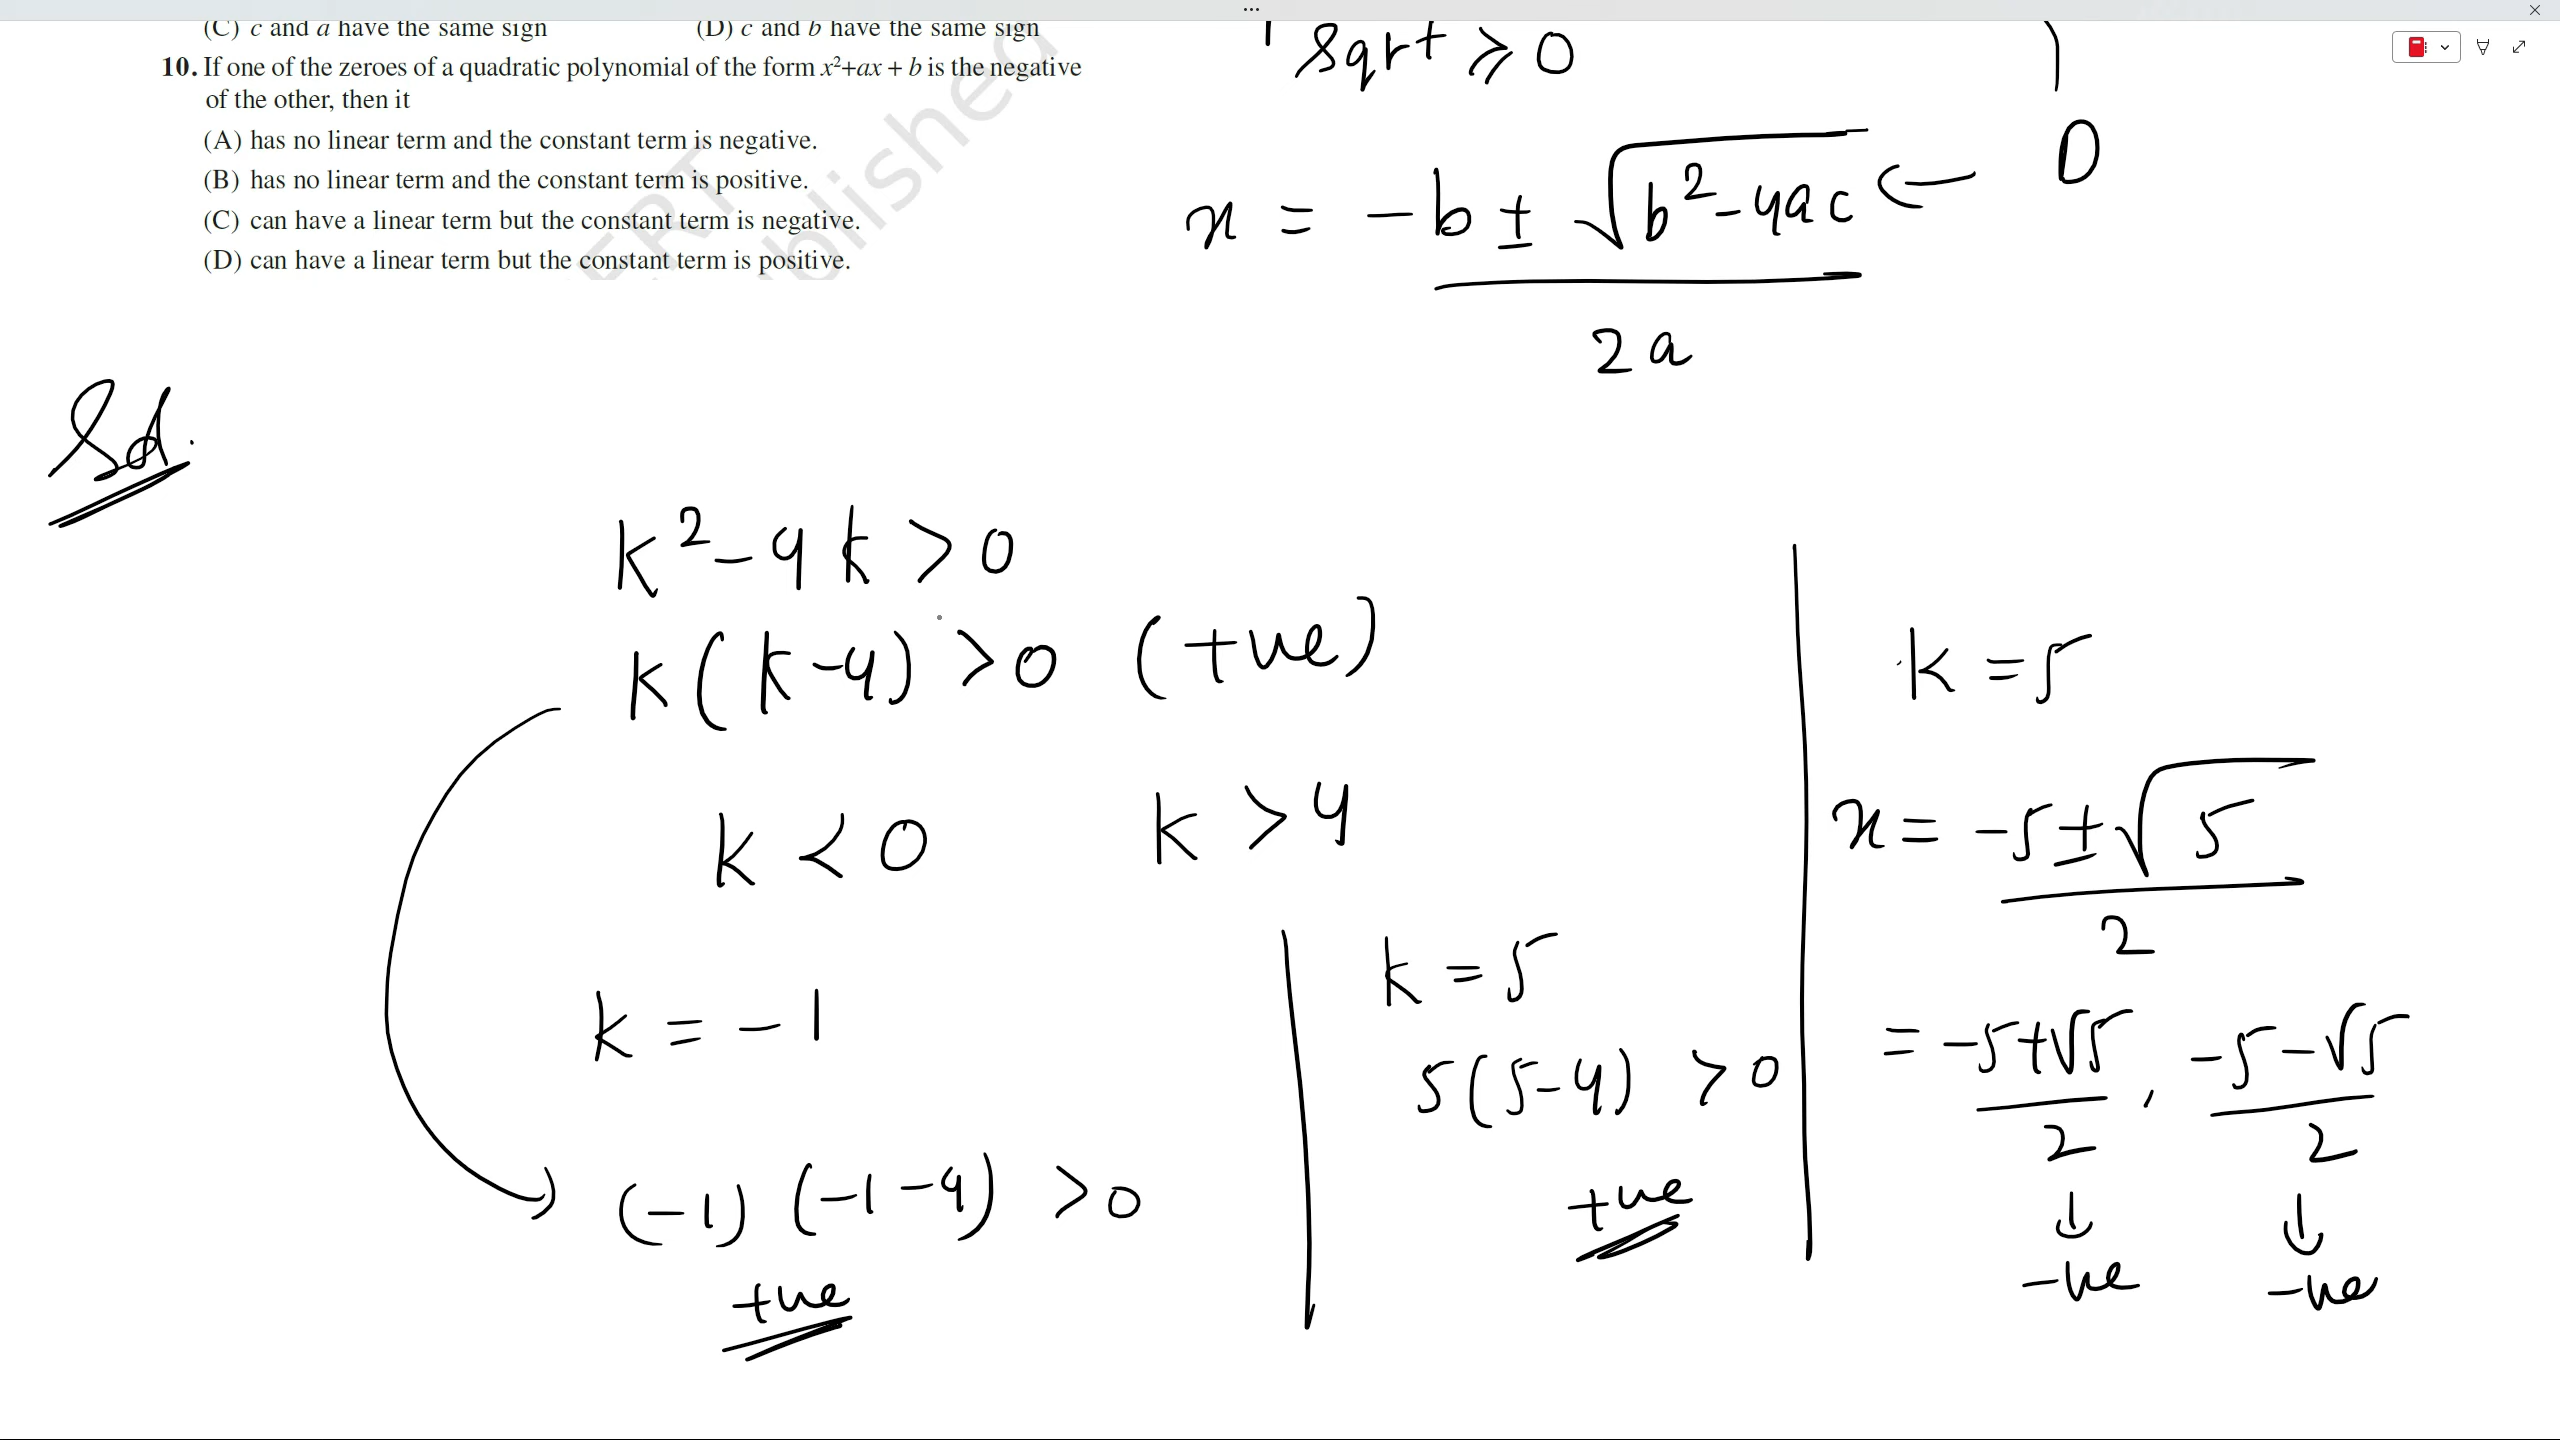 (C) c and a have the same sign (D) c and b have the same sign
10. If one of the zeroes of a quadratic polynomial of the form x²+ax + b is the negative
of the other, then it
(A) has no linear term and the constant term is negative.
(B) has no linear term and the constant term is positive.
(C) can have a linear term but the constant term is negative.
(D) can have a linear term but the constant term is positive.
sqrt ⩾ 0
D
x = -b ± √(b² - 4ac) ←
2a
Sol.
k² - 4k > 0
k(k-4) > 0 (+ve)
k < 0 k > 4
k = -1
(-1) (-1-4) > 0
+ve
k = 5
5(5-4) > 0
+ve
k = 5
x = -5 ± √5
2
= -5+√5 , -5-√5
2 2
↓ ↓
-ve -ve